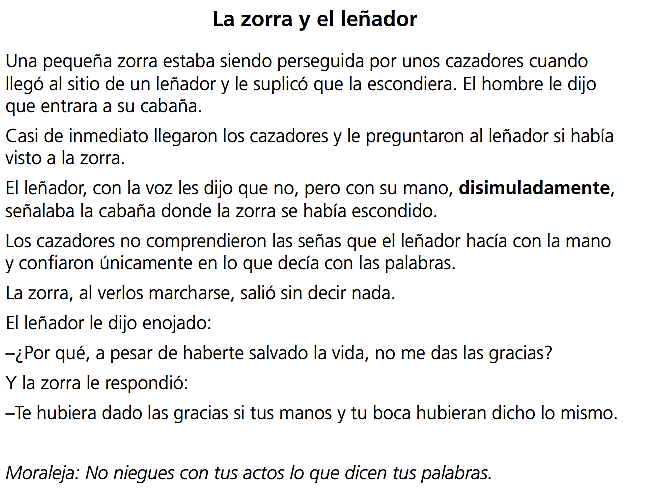 La zorra y el leñador
Una pequeña zorra estaba siendo perseguida por unos cazadores cuando
llegó al sitio de un leñador y le suplicó que la escondiera. El hombre le dijo
que entrara a su cabaña.
Casi de inmediato llegaron los cazadores y le preguntaron al leñador si había
visto a la zorra.
El leñador, con la voz les dijo que no, pero con su mano, disimuladamente,
señalaba la cabaña donde la zorra se había escondido.
Los cazadores no comprendieron las señas que el leñador hacía con la mano
y confiaron únicamente en lo que decía con las palabras.
La zorra, al verlos marcharse, salió sin decir nada.
El leñador le dijo enojado:
–¿Por qué, a pesar de haberte salvado la vida, no me das las gracias?
Y la zorra le respondió:
–Te hubiera dado las gracias si tus manos y tu boca hubieran dicho lo mismo.
Moraleja: No niegues con tus actos lo que dicen tus palabras.